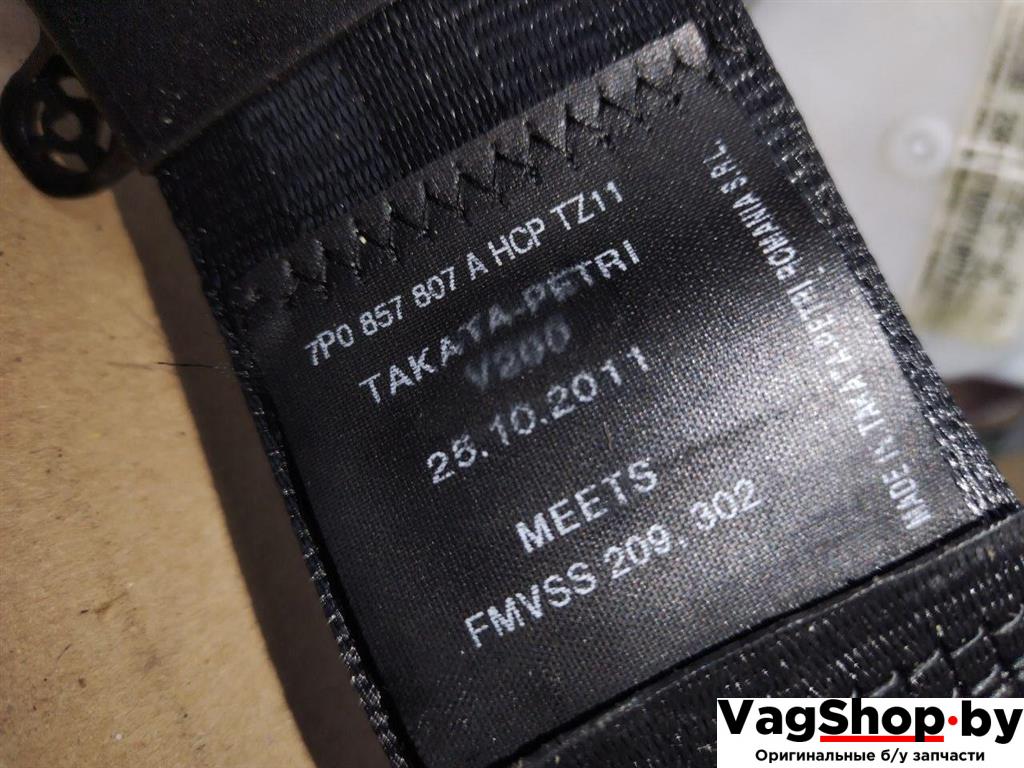 7P0 857 807 A HCP TZ11
TAKATA-PETRI
V200
25.10.2011
MEETS
FMVSS 209, 302
MADE IN, TAKATA-PETRI, ROMANIA S.R.L.
VagShop.by
Оригинальные б/у запчасти